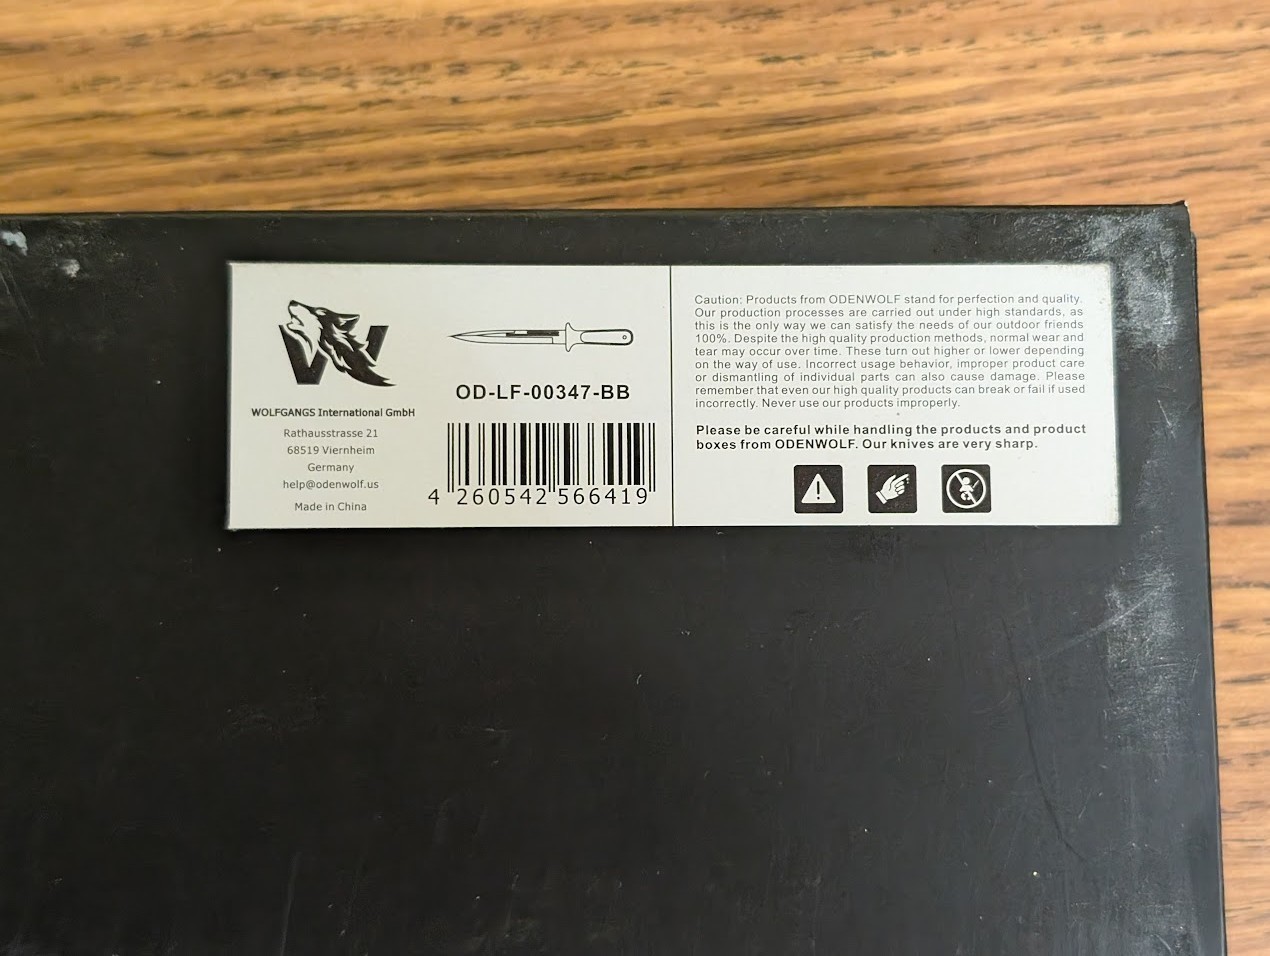 WOLFGANGS International GmbH
Rathausstrasse 21
68519 Viernheim
Germany
help@odenwolf.us
Made in China
OD-LF-00347-BB
4 260542 566419
Caution: Products from ODENWOLF stand for perfection and quality.
Our production processes are carried out under high standards, as
this is the only way we can satisfy the needs of our outdoor friends
100%. Despite the high quality production methods, normal wear and
tear may occur over time. These turn out higher or lower depending
on the way of use. Incorrect usage behavior, improper product care
or dismantling of individual parts can also cause damage. Please
remember that even our high quality products can break or fail if used
incorrectly. Never use our products improperly.
Please be careful while handling the products and product
boxes from ODENWOLF. Our knives are very sharp.